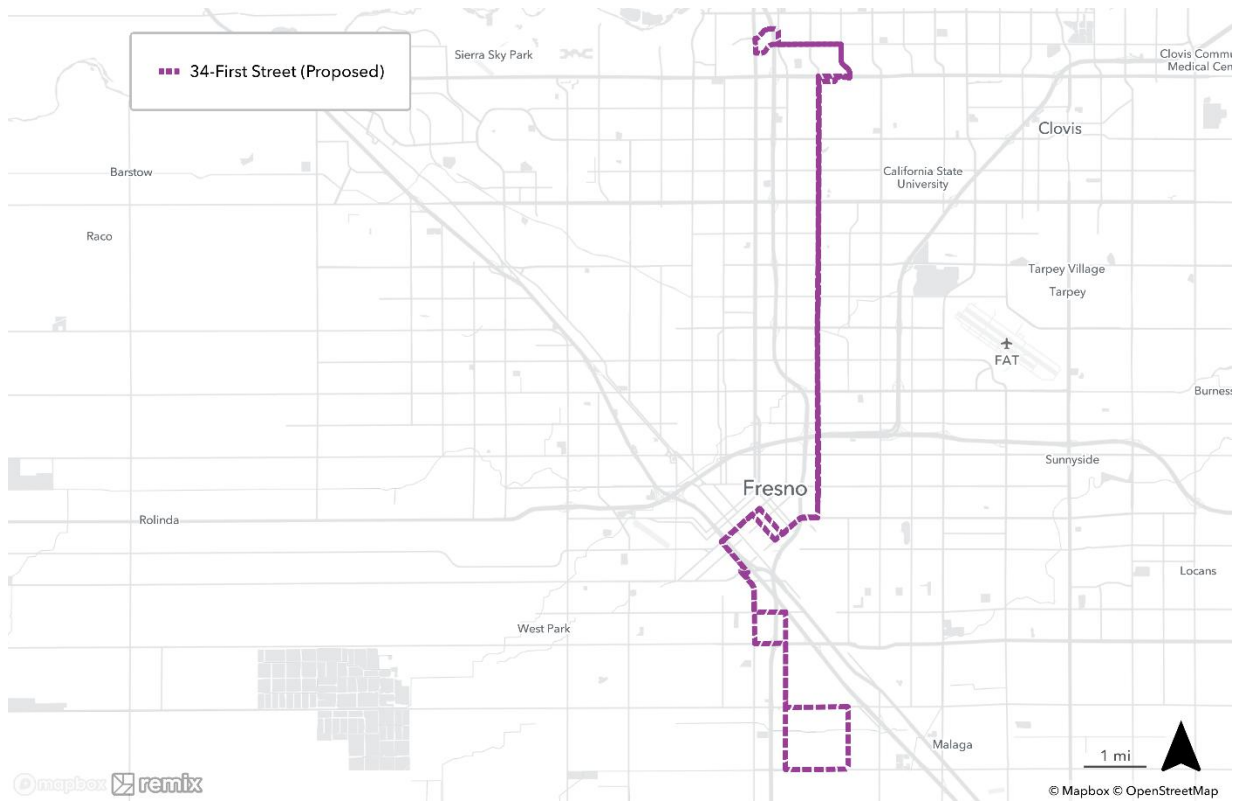 34-First Street (Proposed)
Sierra Sky Park
Clovis Commu
Medical Cen
Clovis
Barstow
California State
University
Raco
Tarpey Village
Tarpey
FAT
Burness
Sunnyside
Fresno
Rolinda
Locans
West Park
Malaga
1 mi
mapbox remix
© Mapbox © OpenStreetMap